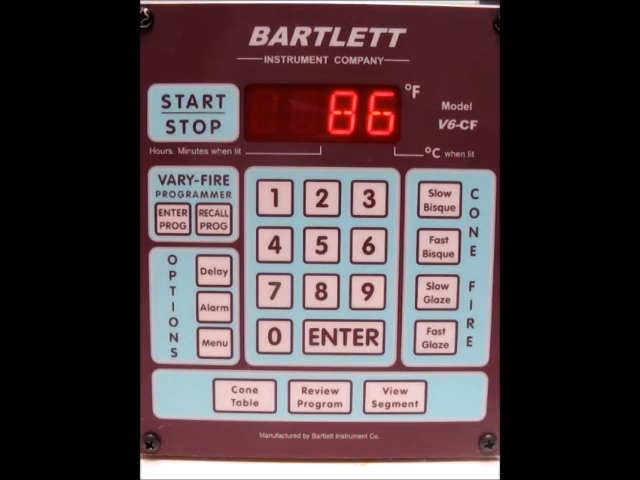 BARTLETT
INSTRUMENT COMPANY
START
STOP
86 °F
Model
V6-CF
Hours. Minutes when lit
°C when lit
VARY-FIRE
PROGRAMMER
ENTER
PROG
RECALL
PROG
1 2 3
4 5 6
7 8 9
0 ENTER
Slow
Bisque
Fast
Bisque
Slow
Glaze
Fast
Glaze
CONE FIRE
OPTIONS
Delay
Alarm
Menu
Cone
Table
Review
Program
View
Segment
Manufactured by Bartlett Instrument Co.